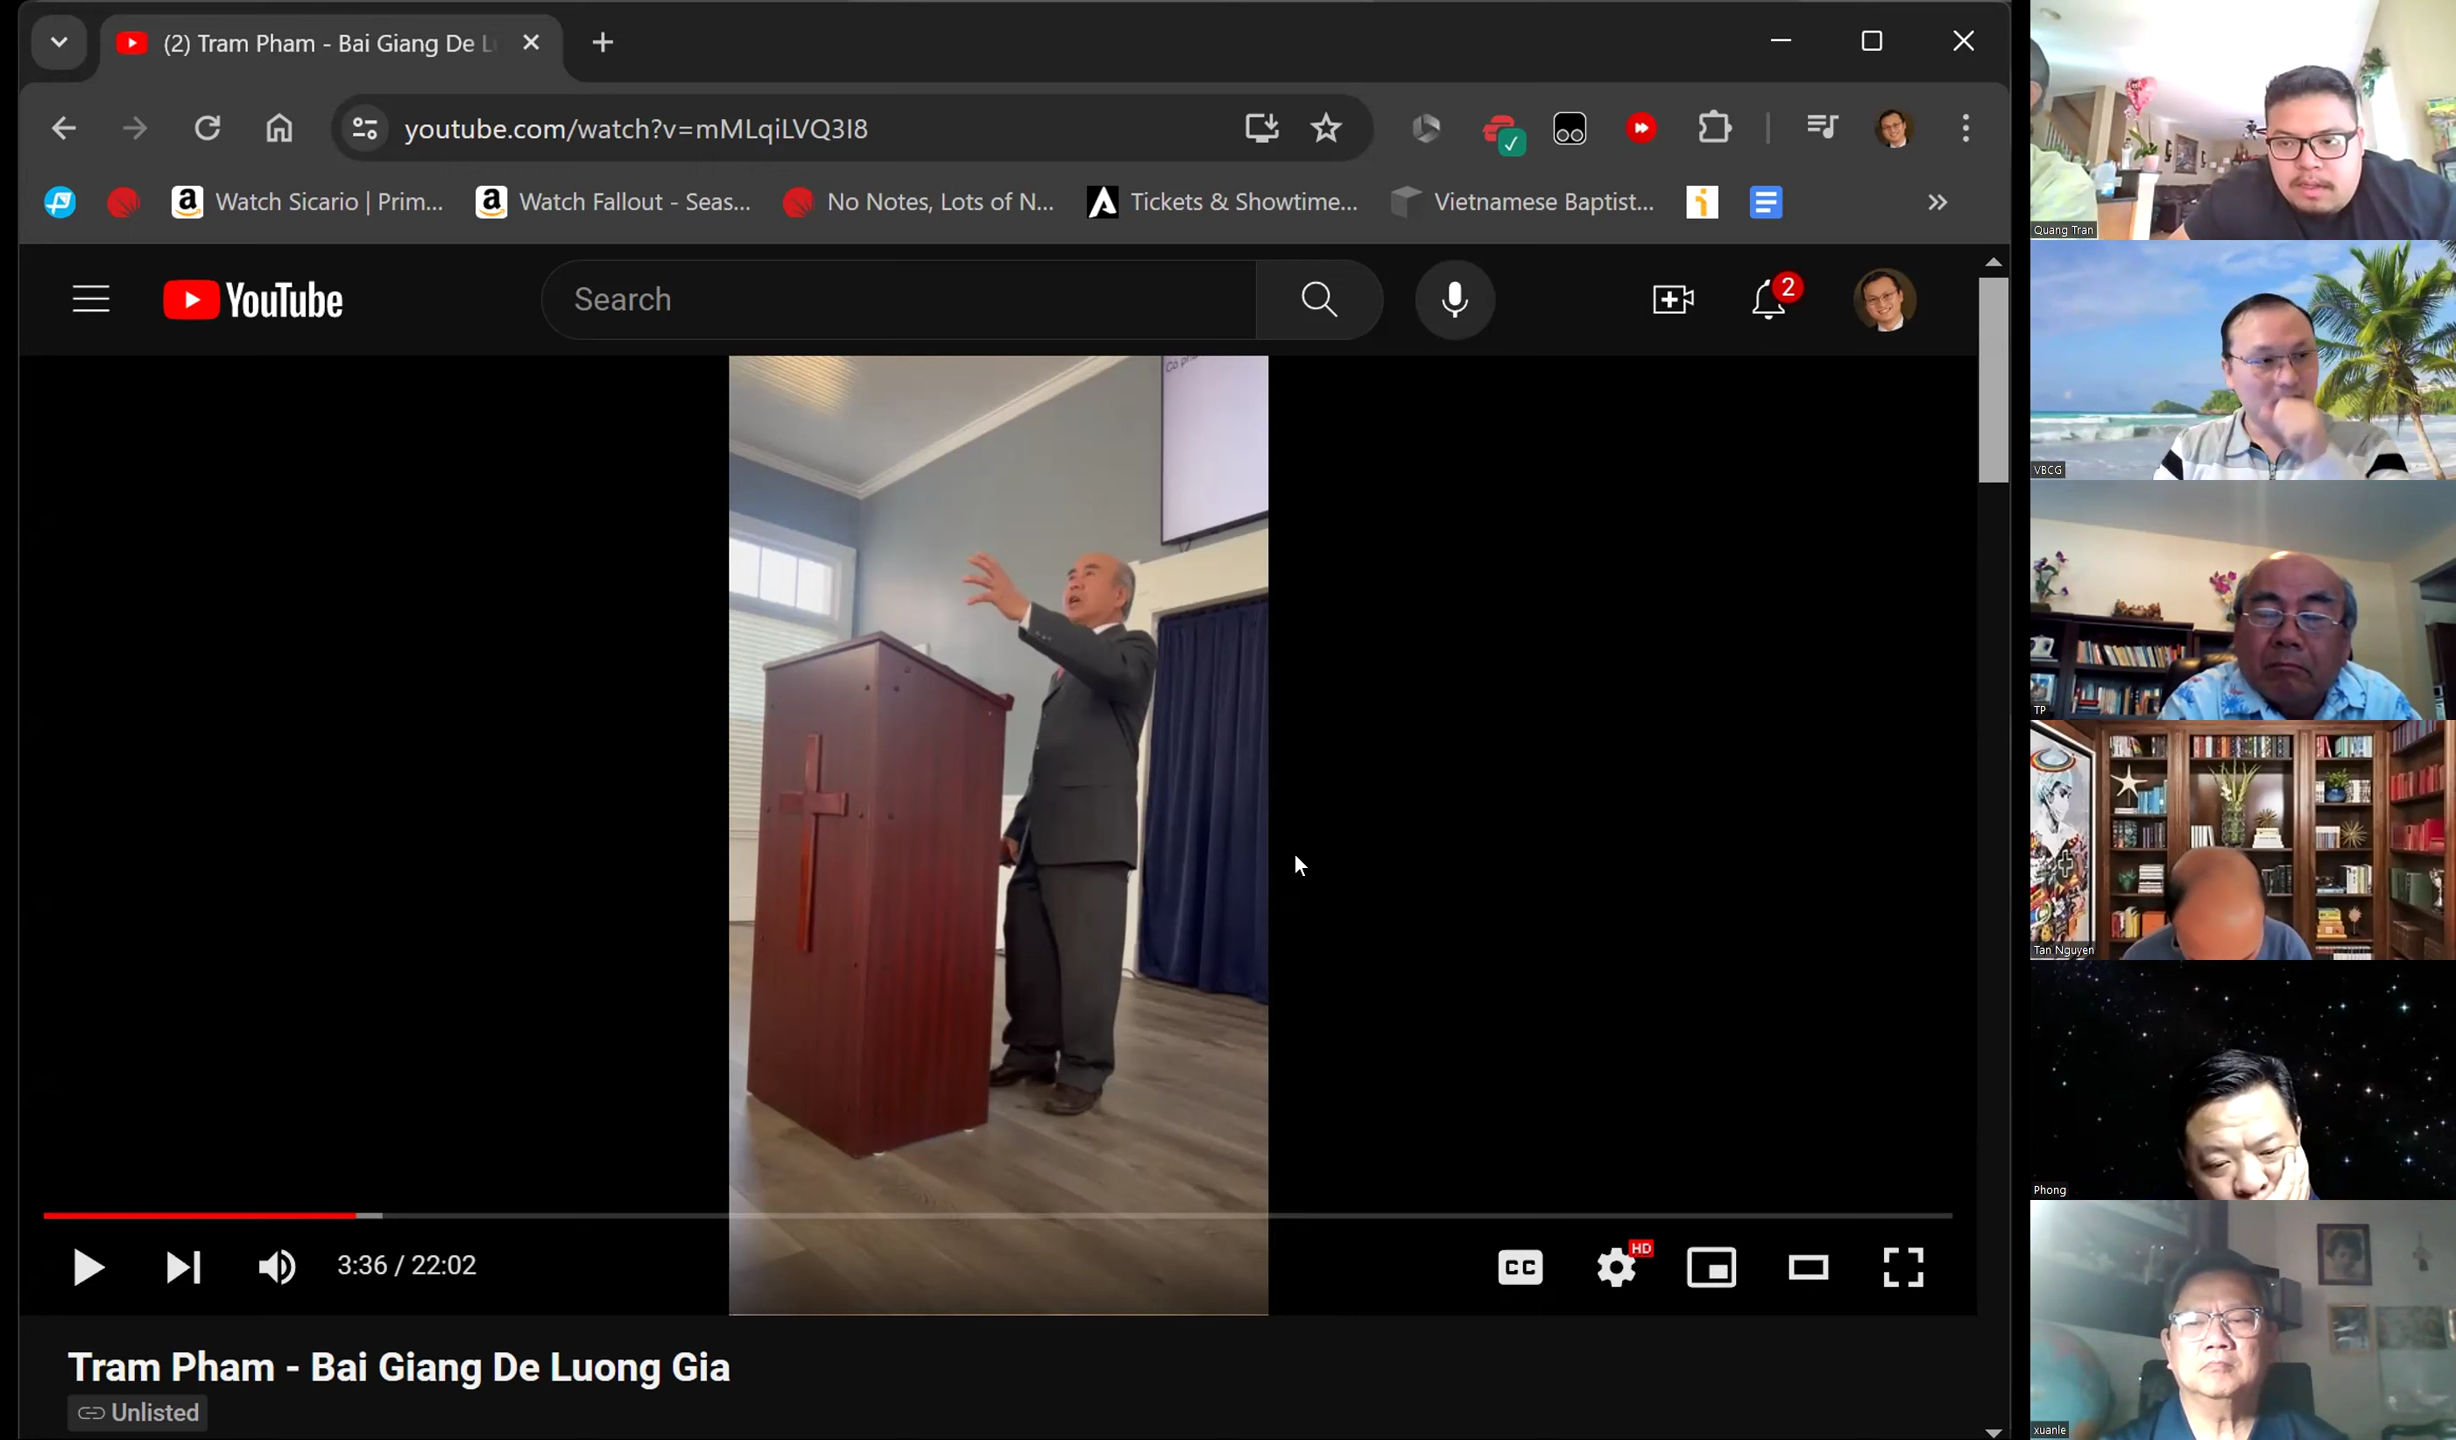 (2) Tram Pham - Bai Giang De L
youtube.com/watch?v=mMLqiLVQ3I8
Watch Sicario | Prim...
Watch Fallout - Seas...
No Notes, Lots of N...
Tickets & Showtime...
Vietnamese Baptist...
YouTube
Search
2
3:36 / 22:02
CC
HD
Tram Pham - Bai Giang De Luong Gia
Unlisted
Quang Tran
VBCG
TP
Tan Nguyen
Phong
xuanle